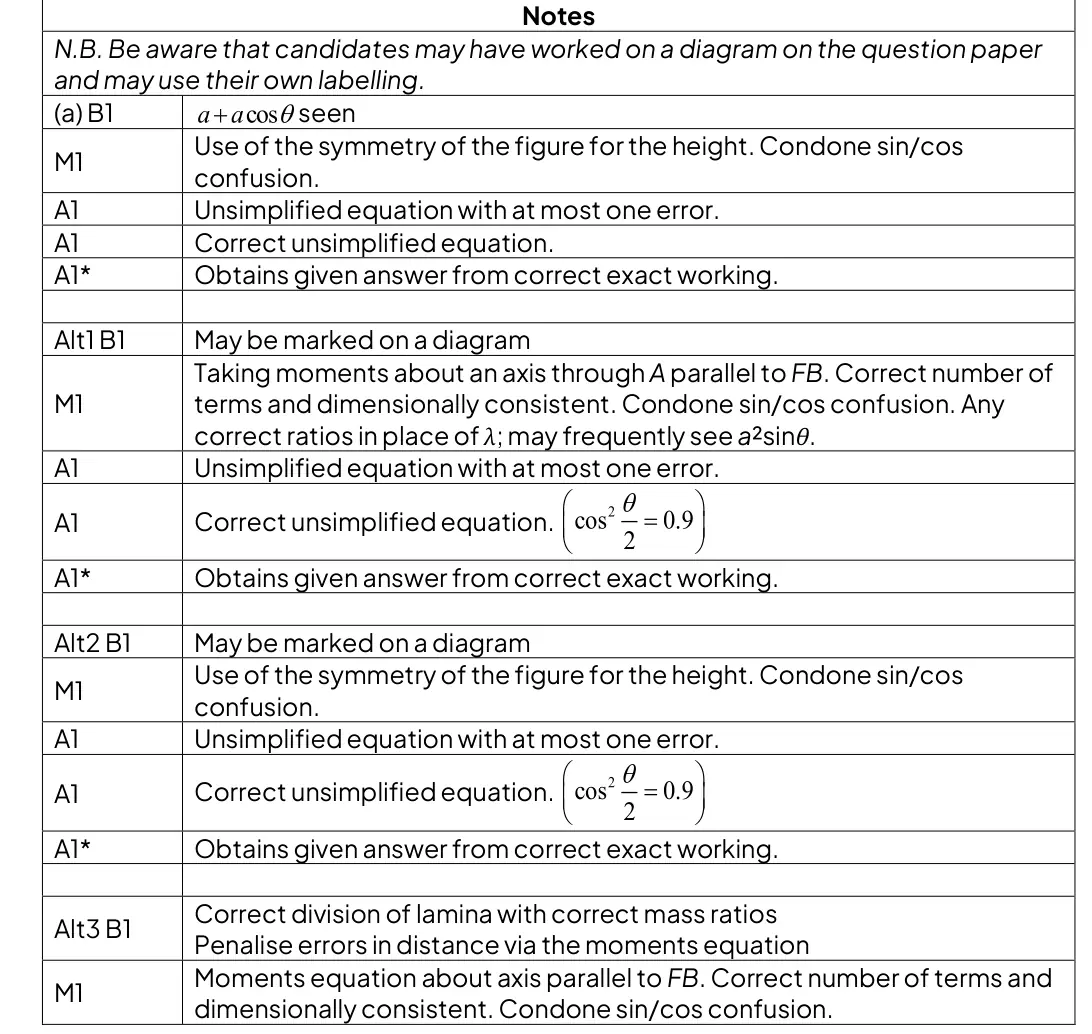 Notes
N.B. Be aware that candidates may have worked on a diagram on the question paper
and may use their own labelling.
(a) B1 a + a cos θ seen
M1 Use of the symmetry of the figure for the height. Condone sin/cos
confusion.
A1 Unsimplified equation with at most one error.
A1 Correct unsimplified equation.
A1* Obtains given answer from correct exact working.
Alt1 B1 May be marked on a diagram
M1 Taking moments about an axis through A parallel to FB. Correct number of
terms and dimensionally consistent. Condone sin/cos confusion. Any
correct ratios in place of λ; may frequently see a²sinθ.
A1 Unsimplified equation with at most one error.
A1 Correct unsimplified equation. (cos² θ/2 = 0.9)
A1* Obtains given answer from correct exact working.
Alt2 B1 May be marked on a diagram
M1 Use of the symmetry of the figure for the height. Condone sin/cos
confusion.
A1 Unsimplified equation with at most one error.
A1 Correct unsimplified equation. (cos² θ/2 = 0.9)
A1* Obtains given answer from correct exact working.
Alt3 B1 Correct division of lamina with correct mass ratios
Penalise errors in distance via the moments equation
M1 Moments equation about axis parallel to FB. Correct number of terms and
dimensionally consistent. Condone sin/cos confusion.